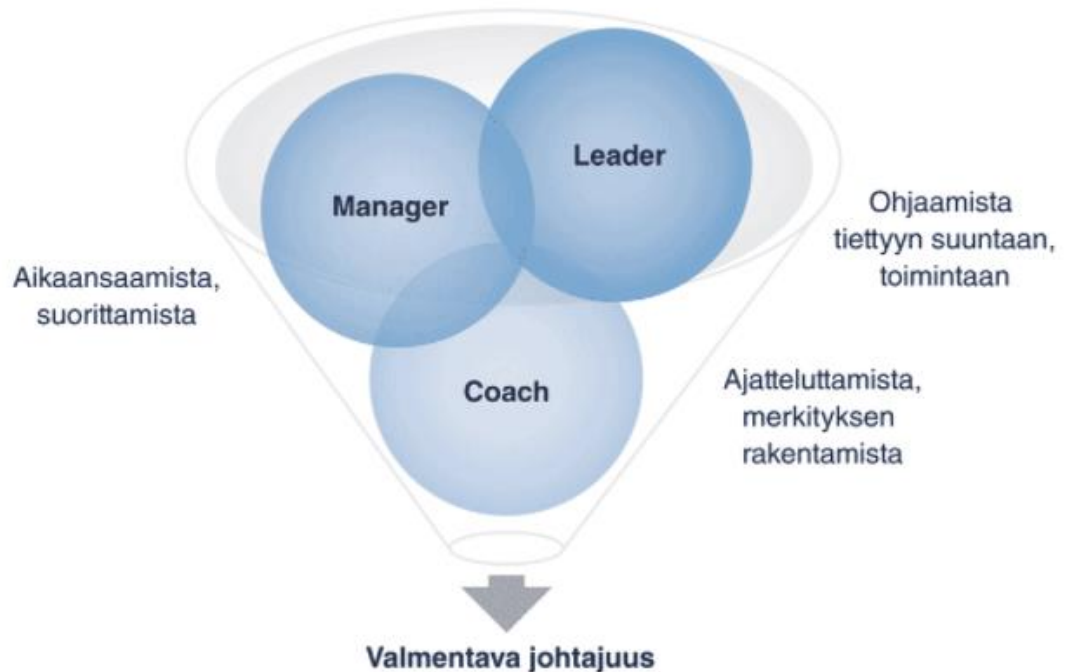 Leader
Manager
Ohjaamista
tiettyyn suuntaan,
toimintaan
Aikaansaamista,
suorittamista
Coach
Ajatteluttamista,
merkityksen
rakentamista
Valmentava johtajuus